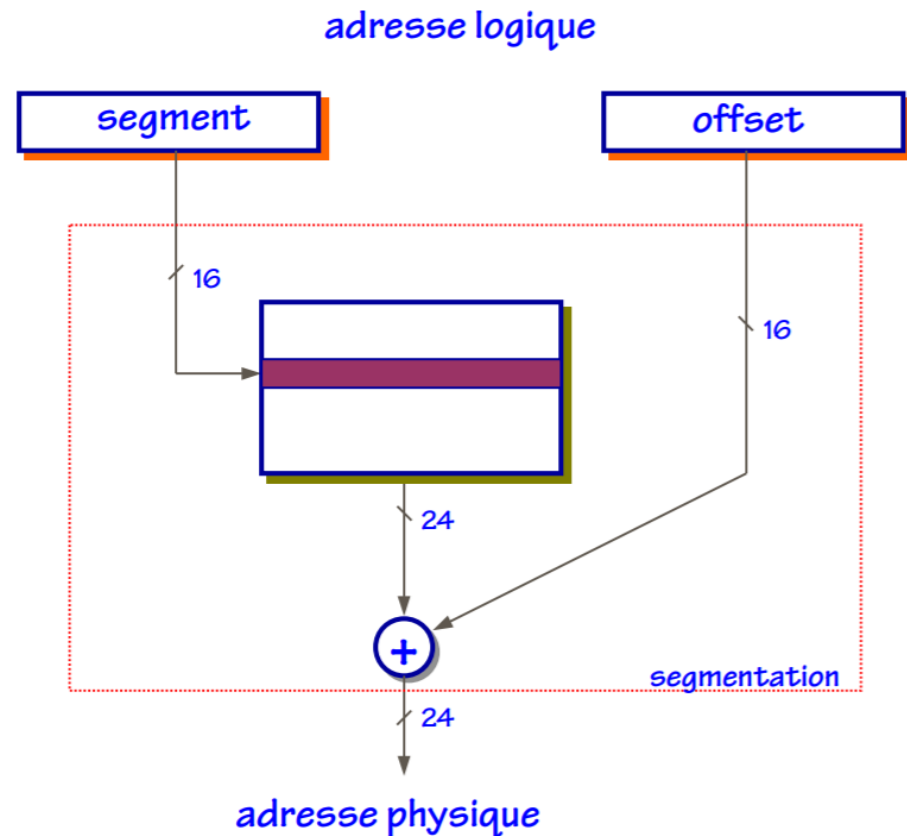 adresse logique
segment
offset
16
16
24
+
segmentation
24
adresse physique